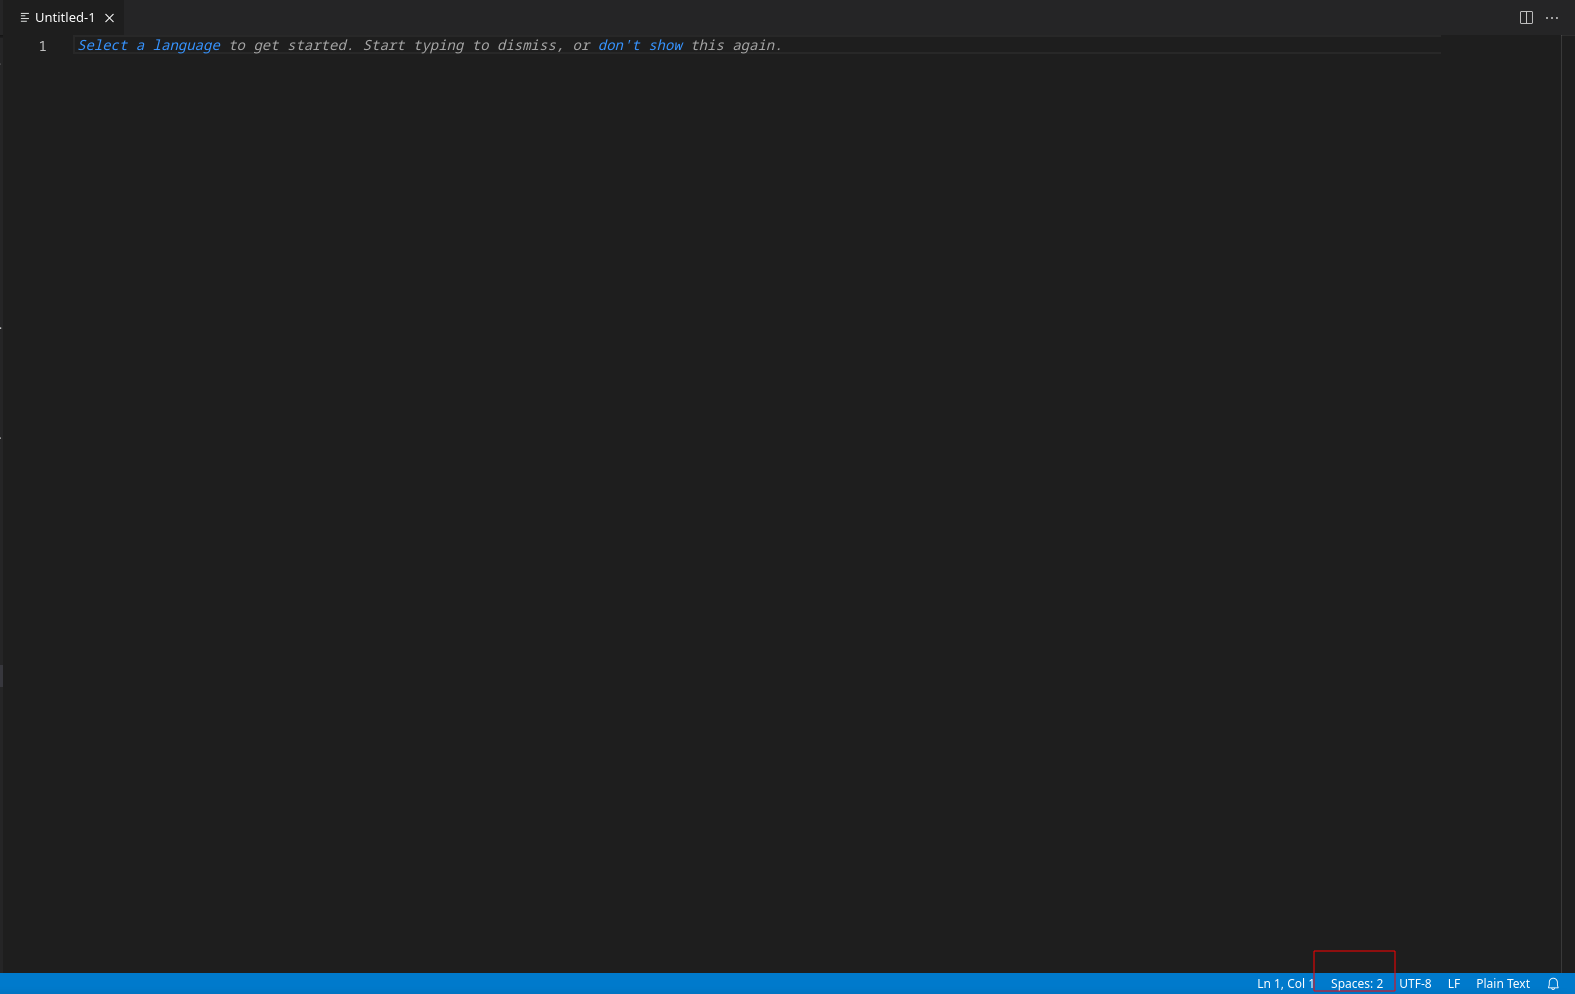 Untitled-1
1 Select a language to get started. Start typing to dismiss, or don't show this again.
Ln 1, Col 1 Spaces: 2 UTF-8 LF Plain Text